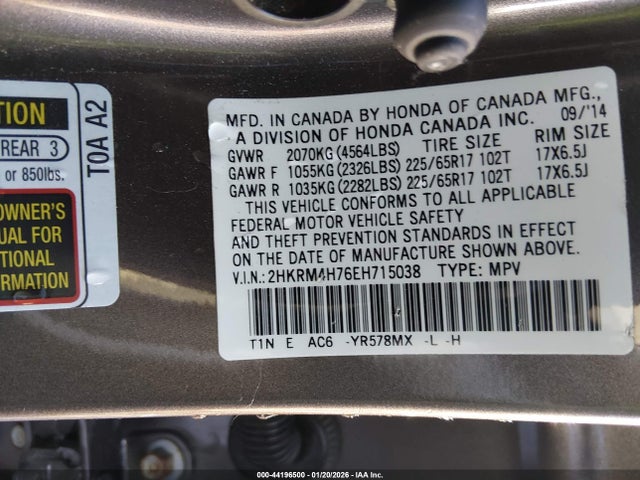 TION
REAR 3
or 850lbs.
OWNER'S
UAL FOR
TIONAL
ORMATION
T0A A2
MFD. IN CANADA BY HONDA OF CANADA MFG.,
A DIVISION OF HONDA CANADA INC. 09/'14
GVWR 2070KG(4564LBS) TIRE SIZE RIM SIZE
GAWR F 1055KG(2326LBS) 225/65R17 102T 17X6.5J
GAWR R 1035KG(2282LBS) 225/65R17 102T 17X6.5J
THIS VEHICLE CONFORMS TO ALL APPLICABLE
FEDERAL MOTOR VEHICLE SAFETY
AND THEFT PREVENTION STANDARDS IN EFFECT
ON THE DATE OF MANUFACTURE SHOWN ABOVE.
V.I.N.: 2HKRM4H76EH715038 TYPE: MPV
T1N E AC6 -YR578MX -L -H
000-44196500 - 01/20/2026 - IAA Inc.